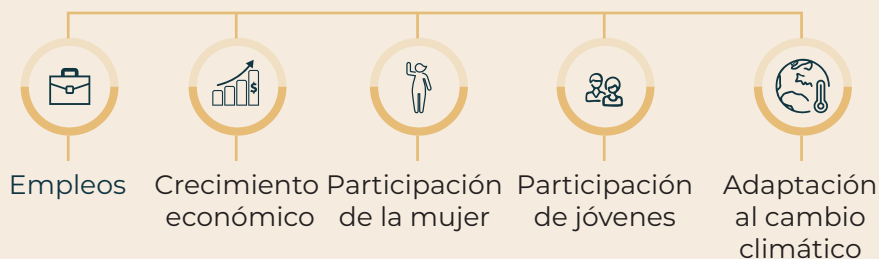 Empleos
Crecimiento
económico
Participación
de la mujer
Participación
de jóvenes
Adaptación
al cambio
climático
$